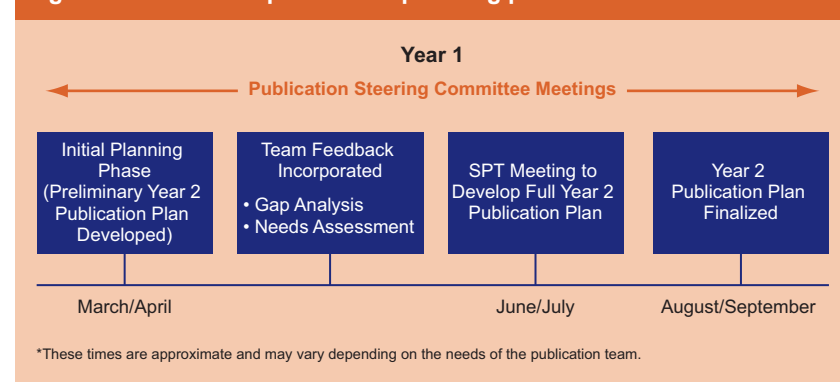 Year 1
Publication Steering Committee Meetings
Initial Planning
Phase
(Preliminary Year 2
Publication Plan
Developed)
Team Feedback
Incorporated
• Gap Analysis
• Needs Assessment
SPT Meeting to
Develop Full Year 2
Publication Plan
Year 2
Publication Plan
Finalized
March/April
June/July
August/September
*These times are approximate and may vary depending on the needs of the publication team.